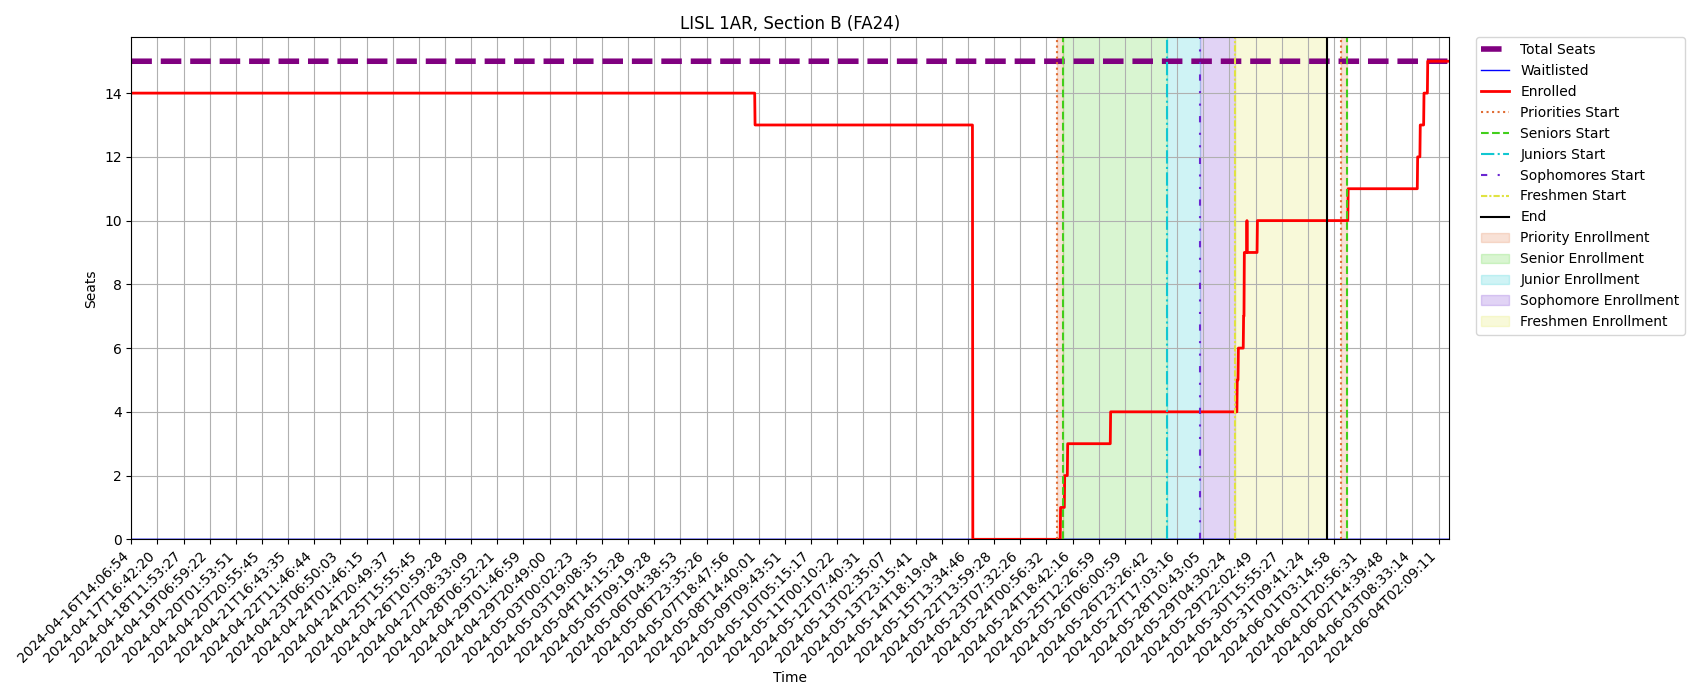 LISL 1AR, Section B (FA24)
Total Seats
Waitlisted
Enrolled
Priorities Start
Seniors Start
Juniors Start
Sophomores Start
Freshmen Start
End
Priority Enrollment
Senior Enrollment
Junior Enrollment
Sophomore Enrollment
Freshmen Enrollment
Seats
14
12
10
8
6
4
2
0
2024-04-16T14:06:54
2024-04-17T16:42:20
2024-04-18T11:53:27
2024-04-19T06:59:22
2024-04-20T01:53:51
2024-04-20T20:55:45
2024-04-21T16:43:35
2024-04-22T11:46:44
2024-04-23T06:50:03
2024-04-24T01:46:15
2024-04-24T20:49:37
2024-04-25T15:55:45
2024-04-26T10:59:28
2024-04-27T08:33:09
2024-04-28T06:52:21
2024-04-29T01:46:59
2024-04-29T20:49:00
2024-05-03T00:02:23
2024-05-03T19:08:35
2024-05-04T14:15:28
2024-05-05T09:19:28
2024-05-06T04:38:53
2024-05-06T23:35:26
2024-05-07T18:47:56
2024-05-08T14:40:01
2024-05-09T09:43:51
2024-05-10T05:15:17
2024-05-11T00:10:22
2024-05-12T07:40:31
2024-05-13T02:35:07
2024-05-13T23:15:41
2024-05-14T18:19:04
2024-05-15T13:34:46
2024-05-22T13:59:28
2024-05-23T07:32:26
2024-05-24T00:56:32
2024-05-24T18:42:16
2024-05-25T12:26:59
2024-05-26T06:00:59
2024-05-26T23:26:42
2024-05-27T17:03:16
2024-05-28T10:43:05
2024-05-29T04:30:24
2024-05-29T22:02:49
2024-05-30T15:55:27
2024-05-31T09:41:24
2024-06-01T03:14:58
2024-06-01T20:56:31
2024-06-02T14:39:48
2024-06-03T08:33:14
2024-06-04T02:09:11
Time